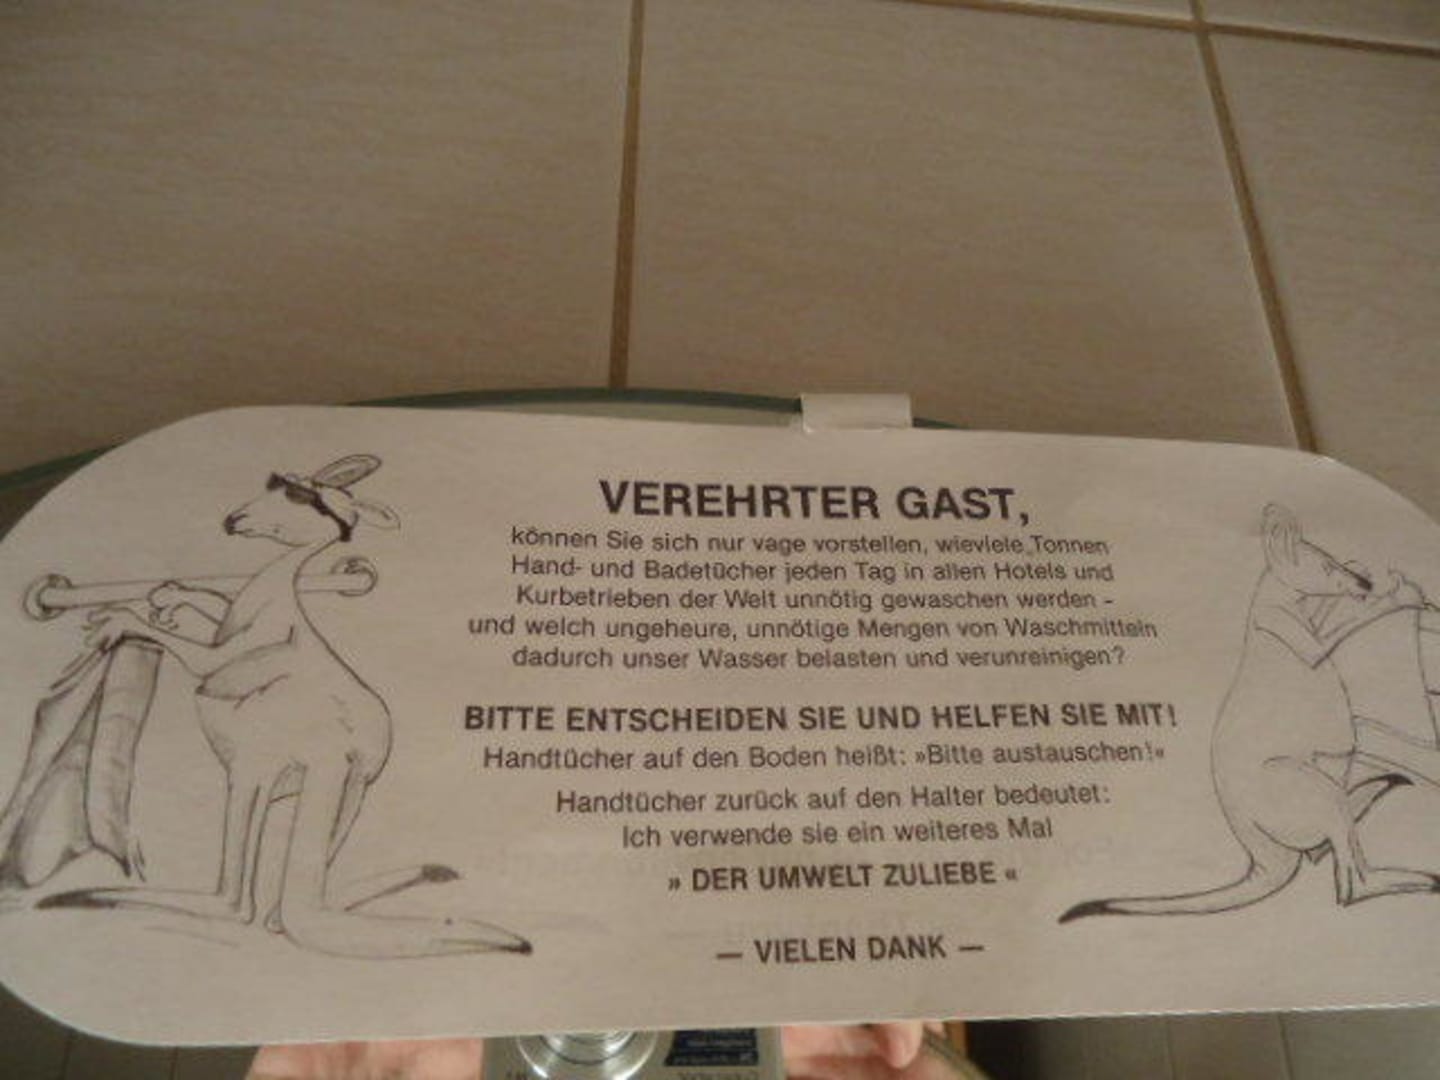 VEREHRTER GAST,
können Sie sich nur vage vorstellen, wieviele Tonnen
Hand- und Badetücher jeden Tag in allen Hotels und
Kurbetrieben der Welt unnötig gewaschen werden -
und welch ungeheure, unnötige Mengen von Waschmitteln
dadurch unser Wasser belasten und verunreinigen?
BITTE ENTSCHEIDEN SIE UND HELFEN SIE MIT!
Handtücher auf den Boden heißt: »Bitte austauschen!«
Handtücher zurück auf den Halter bedeutet:
Ich verwende sie ein weiteres Mal
» DER UMWELT ZULIEBE «
— VIELEN DANK —